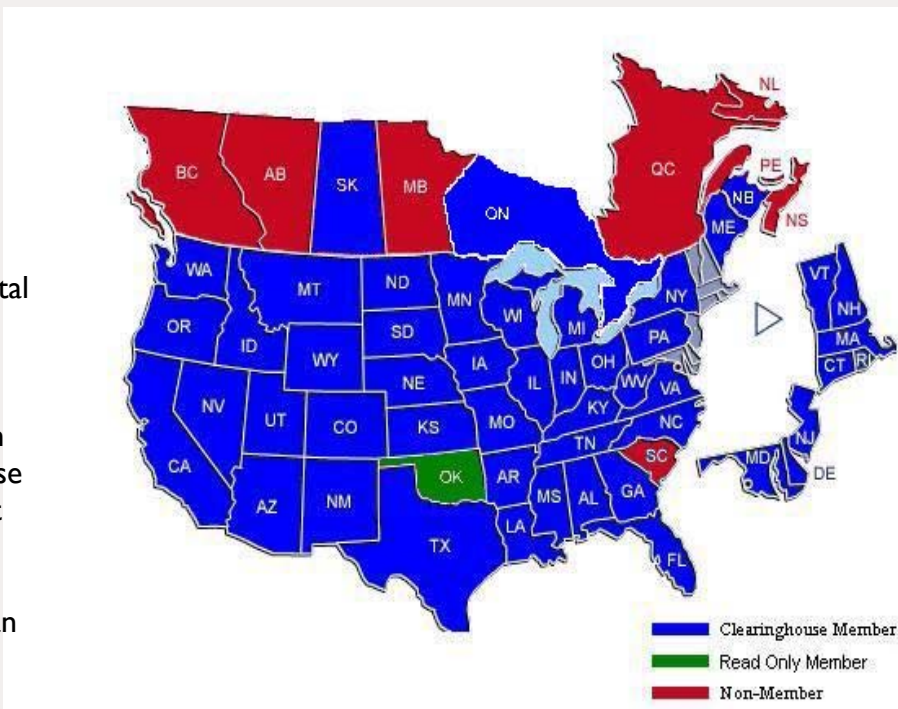 tal
n
se
t
n
NL
BC
AB
SK
MB
ON
QC
PE
NB
NS
ME
WA
MT
ND
MN
WI
MI
NY
VT
NH
OR
ID
SD
PA
MA
WY
IA
OH
CT
RI
NE
IL
IN
WV
VA
NV
UT
CO
KS
MO
KY
NC
NJ
CA
TN
SC
MD
DE
OK
AR
AZ
NM
MS
AL
GA
LA
TX
FL
Clearinghouse Member
Read Only Member
Non-Member